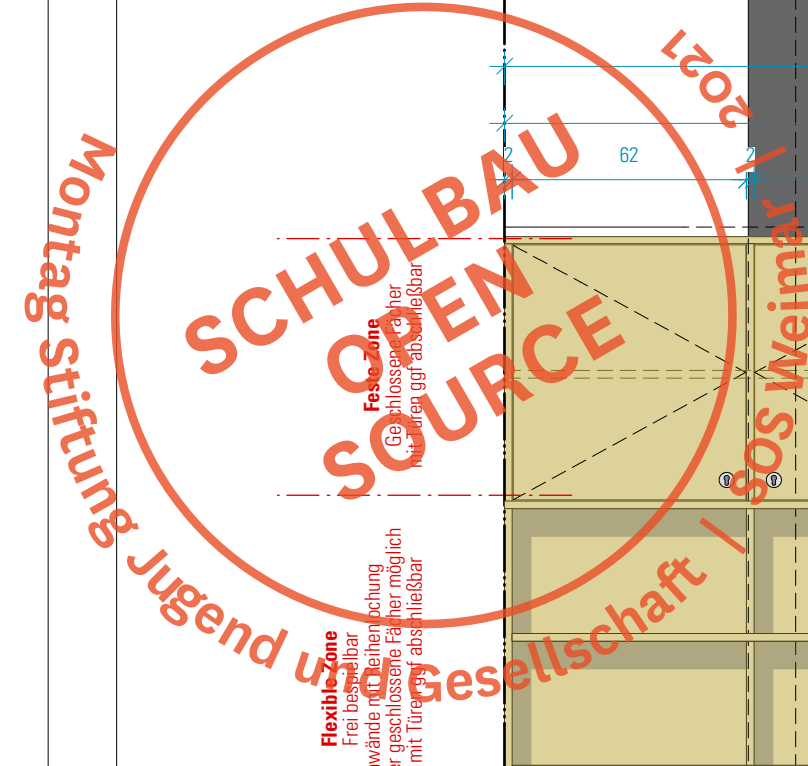 SCHULBAU
OPEN
SOURCE
Montag Stiftung Jugend und Gesellschaft / SOS Weimar / 2021
2
62
2
Feste Zone
Geschlossene Fächer
mit Türen ggf abschließbar
Flexible Zone
Frei bespielbar
mit Reihenlochung
geschlossene Fächer möglich
mit Türen ggf abschließbar